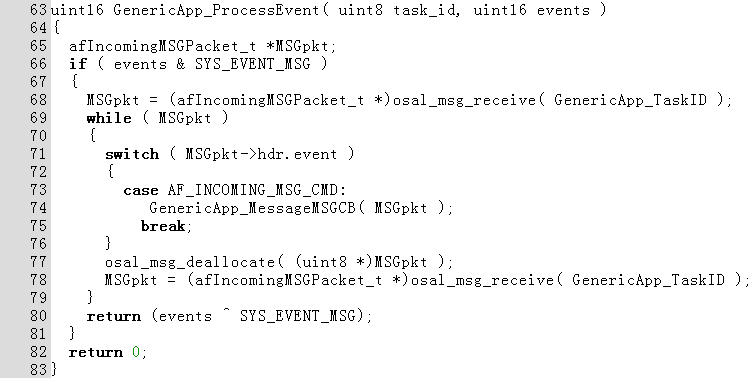 63 uint16 GenericApp_ProcessEvent( uint8 task_id, uint16 events )
64 {
65   afIncomingMSGPacket_t *MSGpkt;
66   if ( events & SYS_EVENT_MSG )
67   {
68     MSGpkt = (afIncomingMSGPacket_t *)osal_msg_receive( GenericApp_TaskID );
69     while ( MSGpkt )
70     {
71       switch ( MSGpkt->hdr.event )
72       {
73         case AF_INCOMING_MSG_CMD:
74            GenericApp_MessageMSGCB( MSGpkt );
75           break;
76       }
77       osal_msg_deallocate( (uint8 *)MSGpkt );
78       MSGpkt = (afIncomingMSGPacket_t *)osal_msg_receive( GenericApp_TaskID );
79     }
80     return (events ^ SYS_EVENT_MSG);
81   }
82   return 0;
83 }